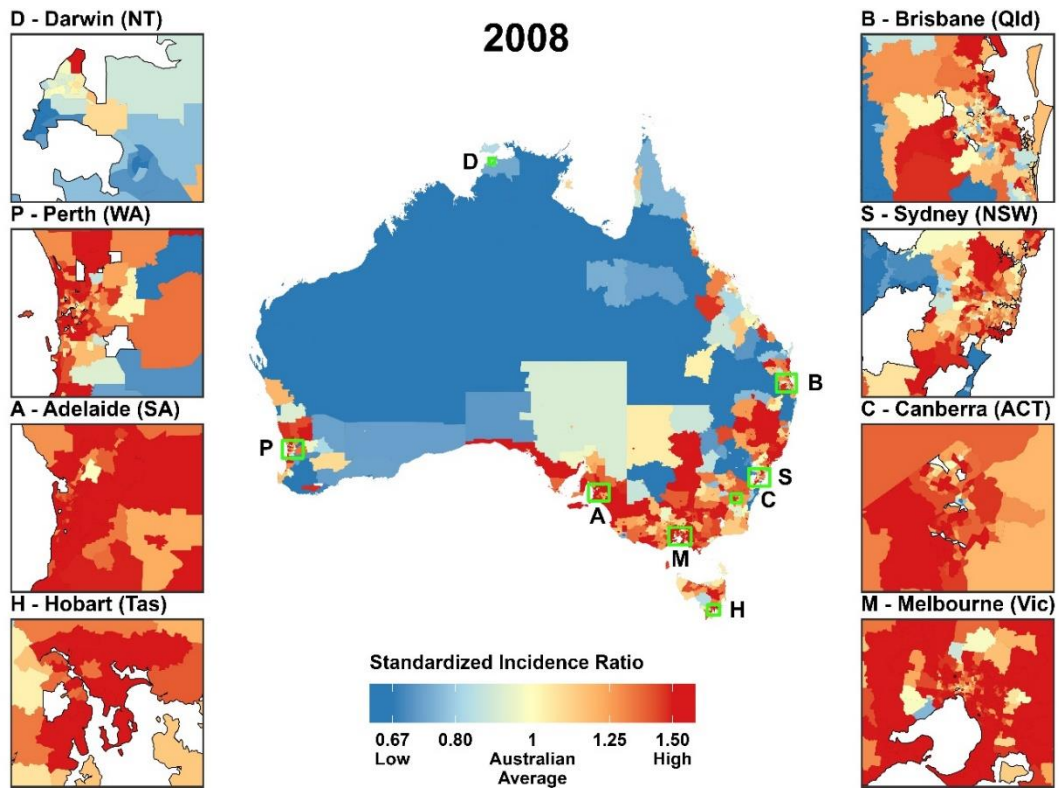 D - Darwin (NT)
2008
B - Brisbane (Qld)
D
P - Perth (WA)
S - Sydney (NSW)
B
A - Adelaide (SA)
C - Canberra (ACT)
P
S
C
A
M
H - Hobart (Tas)
M - Melbourne (Vic)
H
Standardized Incidence Ratio
0.67 0.80 1 1.25 1.50
Low Australian High
Average